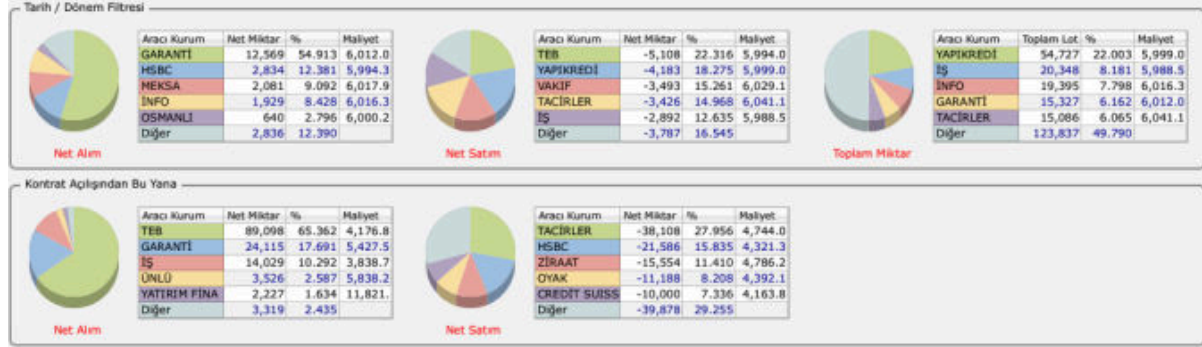 Tarih / Dönem Filtresi
Aracı Kurum Net Miktar % Maliyet
GARANTİ 12,569 54.913 6,012.0
HSBC 2,834 12.381 5,994.3
MEKSA 2,081 9.092 6,017.9
İNFO 1,929 8.428 6,016.3
OSMANLI 640 2.796 6,000.2
Diğer 2,836 12.390
Net Alım
Aracı Kurum Net Miktar % Maliyet
TEB -5,108 22.316 5,994.0
YAPIKREDİ -4,183 18.275 5,999.0
VAKIF -3,493 15.261 6,029.1
TACİRLER -3,426 14.968 6,041.1
İŞ -2,892 12.635 5,988.5
Diğer -3,787 16.545
Net Satım
Aracı Kurum Toplam Lot % Maliyet
YAPIKREDİ 54,727 22.003 5,999.0
İŞ 20,348 8.181 5,988.5
İNFO 19,395 7.798 6,016.3
GARANTİ 15,327 6.162 6,012.0
TACİRLER 15,086 6.065 6,041.1
Diğer 123,837 49.790
Toplam Miktar
Kontrat Açılışından Bu Yana
Aracı Kurum Net Miktar % Maliyet
TEB 89,098 65.362 4,176.8
GARANTİ 24,115 17.691 5,427.5
İŞ 14,029 10.292 3,838.7
ÜNLÜ 3,526 2.587 5,838.2
YATIRIM FİNA 2,227 1.634 11,821.
Diğer 3,319 2.435
Net Alım
Aracı Kurum Net Miktar % Maliyet
TACİRLER -38,108 27.956 4,744.0
HSBC -21,586 15.835 4,321.3
ZİRAAT -15,554 11.410 4,786.2
OYAK -11,188 8.208 4,392.1
CREDIT SUISS -10,000 7.336 4,163.8
Diğer -39,878 29.255
Net Satım